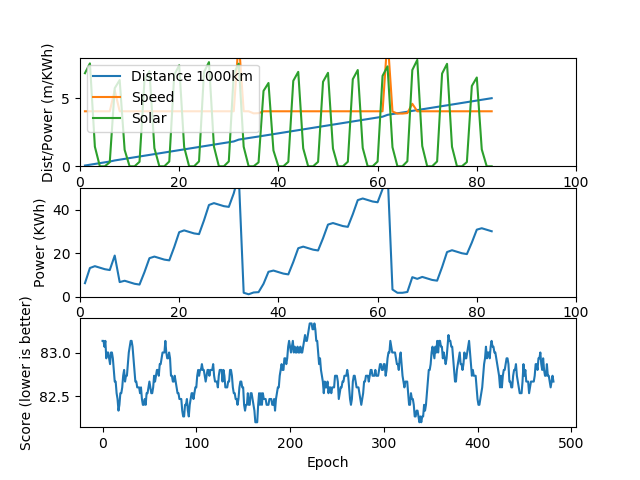 Dist/Power (m/KWh)
Distance 1000km
Speed
Solar
5
0
0 20 40 60 80 100
Power (KWh)
40
20
0
0 20 40 60 80 100
Score (lower is better)
83.0
82.5
0 100 200 300 400 500
Epoch